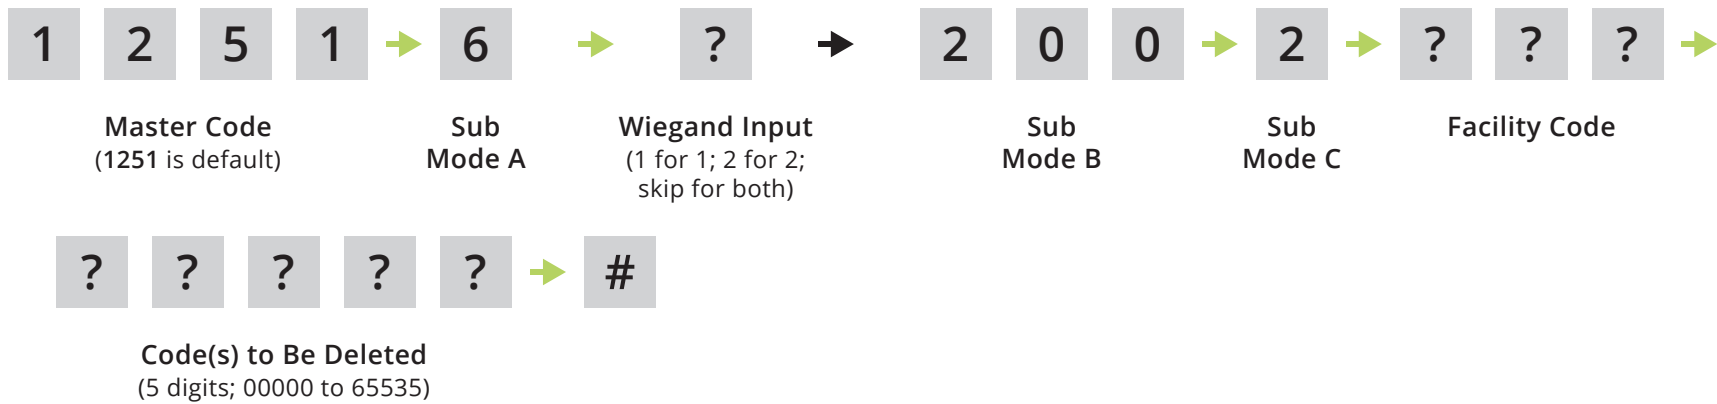 1 2 5 1 6 ? 2 0 0 2 ? ? ?
Master Code
(1251 is default)
Sub
Mode A
Wiegand Input
(1 for 1; 2 for 2;
skip for both)
Sub
Mode B
Sub
Mode C
Facility Code
? ? ? ? ? #
Code(s) to Be Deleted
(5 digits; 00000 to 65535)